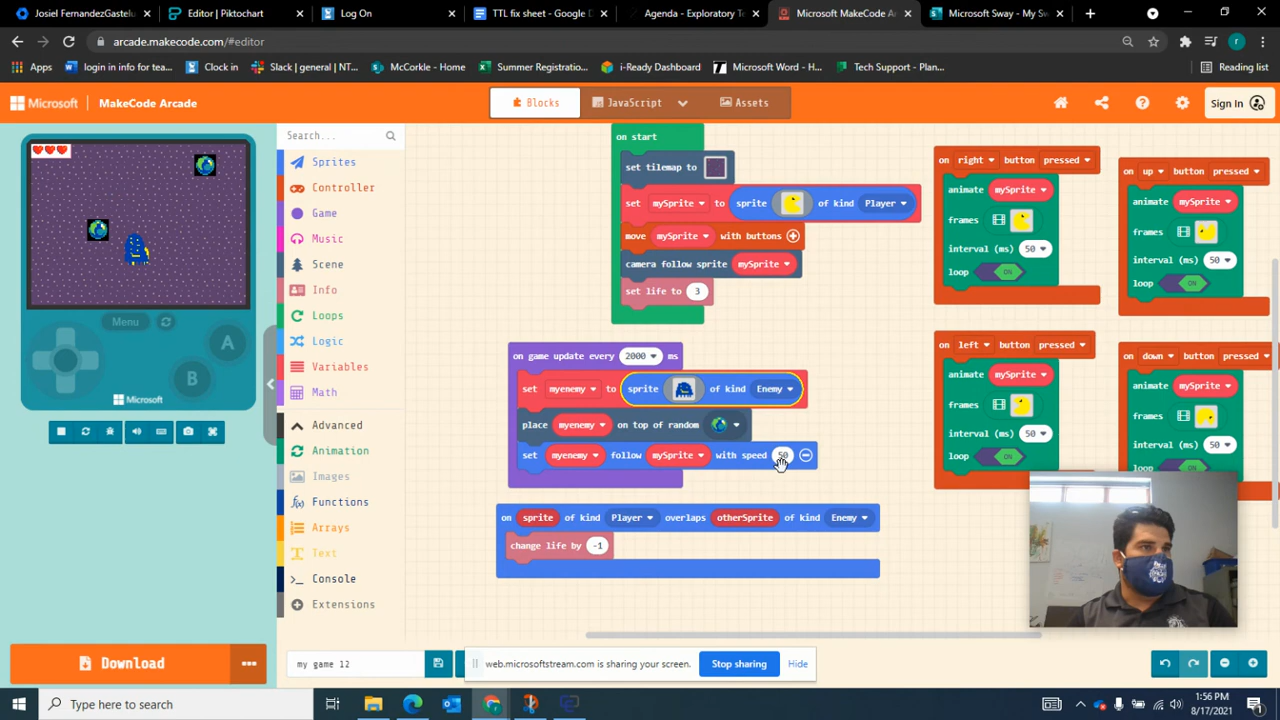 Josiel FernandezGastelu
Editor | Piktochart
Log On
TTL fix sheet - Google D
Agenda - Exploratory Te
Microsoft MakeCode Arc
Microsoft Sway - My Sw
arcade.makecode.com/#editor
Apps
login in info for tea...
Clock in
Slack | general | NT...
McCorkle - Home
Summer Registratio...
i-Ready Dashboard
Microsoft Word - H...
Tech Support - Plan...
Reading list
Microsoft
MakeCode Arcade
Blocks
JavaScript
Assets
Sign In
Search...
Sprites
Controller
Game
Music
Scene
Info
Loops
Logic
Variables
Math
Advanced
Animation
Images
Functions
Arrays
Text
Console
Extensions
Menu
A
B
Microsoft
on start
set tilemap to
set mySprite to sprite of kind Player
move mySprite with buttons
camera follow sprite mySprite
set life to 3
on game update every 2000 ms
set myenemy to sprite of kind Enemy
place myenemy on top of random
set myenemy follow mySprite with speed 50
on sprite of kind Player overlaps otherSprite of kind Enemy
change life by -1
on right button pressed
animate mySprite
frames
interval (ms) 50
loop ON
on up button pressed
animate mySprite
frames
interval (ms) 50
loop ON
on left button pressed
animate mySprite
frames
interval (ms) 50
loop ON
on down button pressed
animate mySprite
frames
interval (ms) 50
loop
Download
my game 12
web.microsoftstream.com is sharing your screen.
Stop sharing
Hide
Type here to search
1:56 PM
8/17/2021